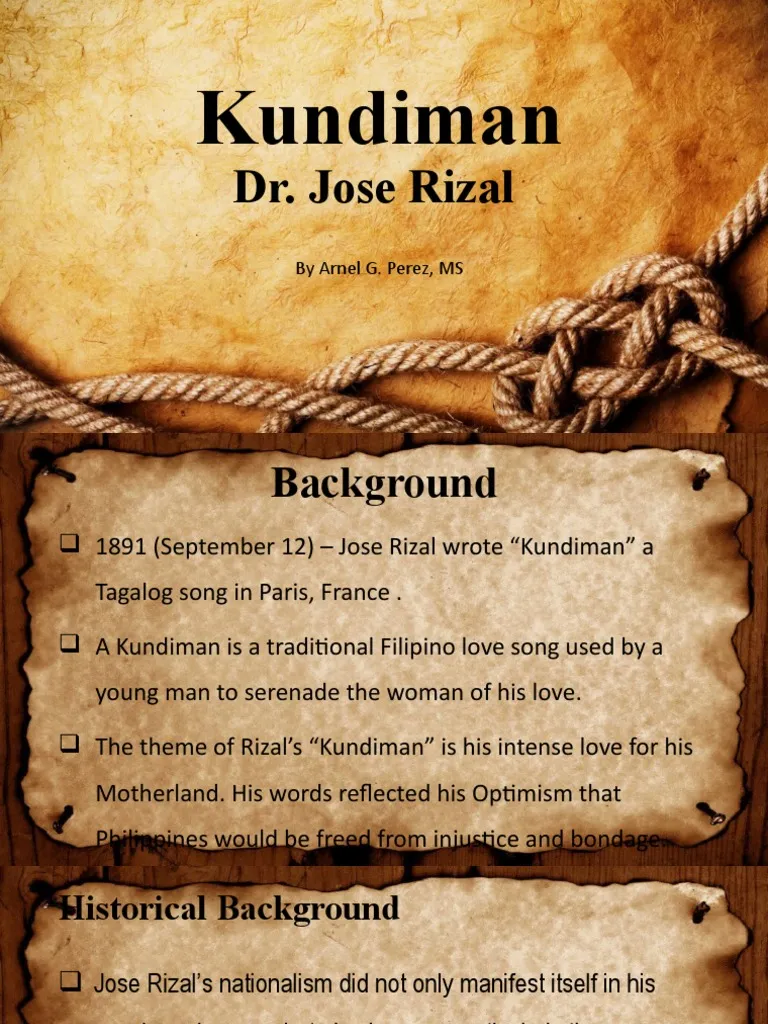 Kundiman
Dr. Jose Rizal
By Arnel G. Perez, MS
Background
❑ 1891 (September 12) – Jose Rizal wrote “Kundiman” a
Tagalog song in Paris, France .
❑ A Kundiman is a traditional Filipino love song used by a
young man to serenade the woman of his love.
❑ The theme of Rizal’s “Kundiman” is his intense love for his
Motherland. His words reflected his Optimism that
Philippines would be freed from injustice and bondage.
Historical Background
❑ Jose Rizal’s nationalism did not only manifest itself in his